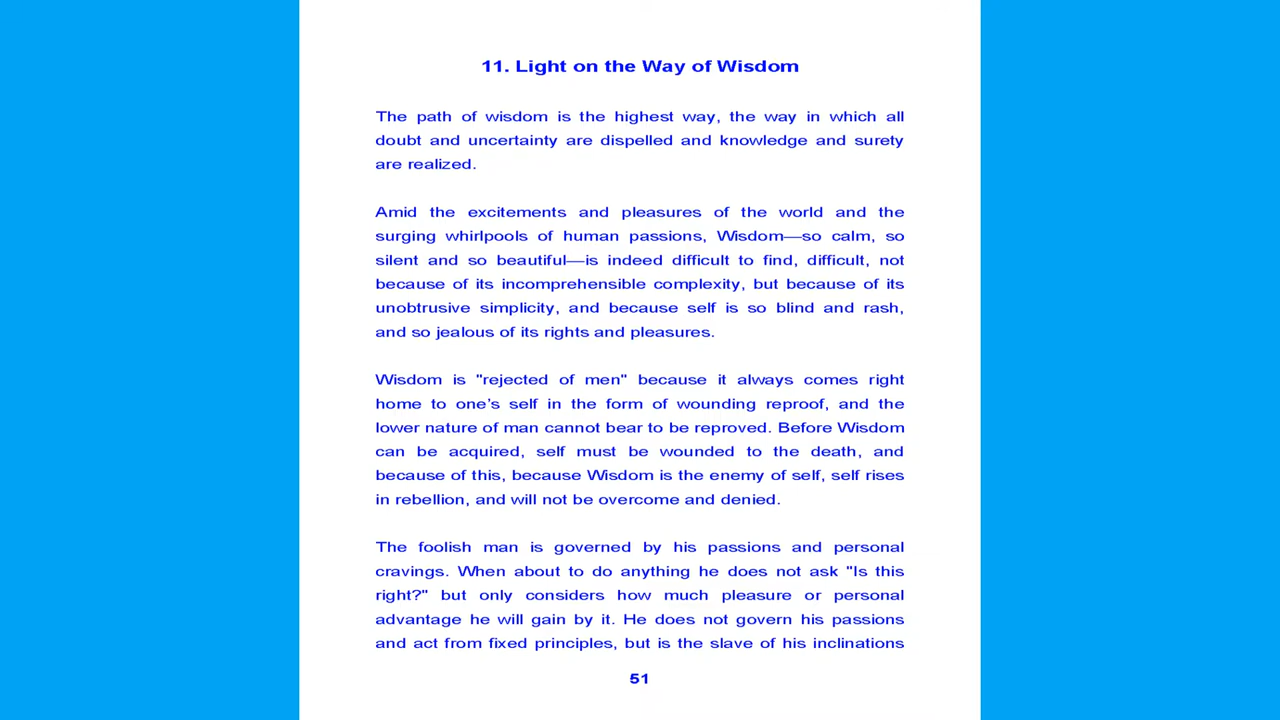 11. Light on the Way of Wisdom
The path of wisdom is the highest way, the way in which all
doubt and uncertainty are dispelled and knowledge and surety
are realized.
Amid the excitements and pleasures of the world and the
surging whirlpools of human passions, Wisdom—so calm, so
silent and so beautiful—is indeed difficult to find, difficult, not
because of its incomprehensible complexity, but because of its
unobtrusive simplicity, and because self is so blind and rash,
and so jealous of its rights and pleasures.
Wisdom is "rejected of men" because it always comes right
home to one’s self in the form of wounding reproof, and the
lower nature of man cannot bear to be reproved. Before Wisdom
can be acquired, self must be wounded to the death, and
because of this, because Wisdom is the enemy of self, self rises
in rebellion, and will not be overcome and denied.
The foolish man is governed by his passions and personal
cravings. When about to do anything he does not ask "Is this
right?" but only considers how much pleasure or personal
advantage he will gain by it. He does not govern his passions
and act from fixed principles, but is the slave of his inclinations
51